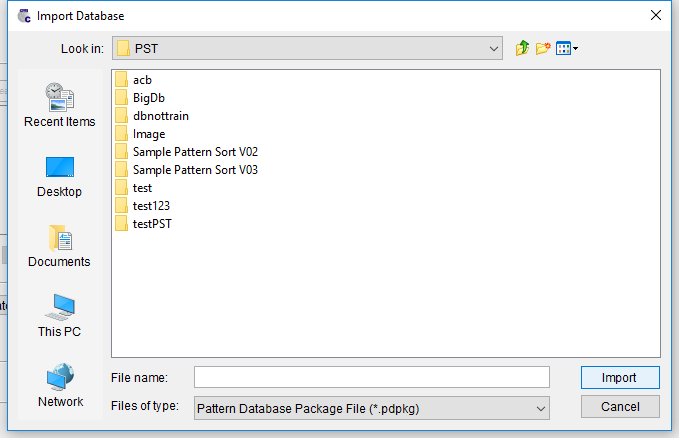 Import Database
Look in: PST
acb
BigDb
dbnottrain
Image
Sample Pattern Sort V02
Sample Pattern Sort V03
test
test123
testPST
Recent Items
Desktop
Documents
This PC
Network
File name:
Import
Files of type: Pattern Database Package File (*.pdpkg)
Cancel